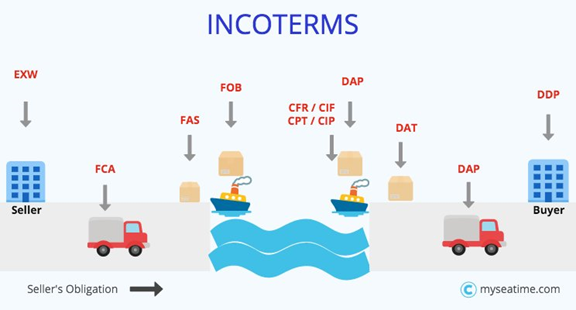 INCOTERMS
EXW
FCA
FAS
FOB
CFR / CIF
CPT / CIP
DAP
DAT
DAP
DDP
Seller
Buyer
Seller's Obligation
C myseatime.com